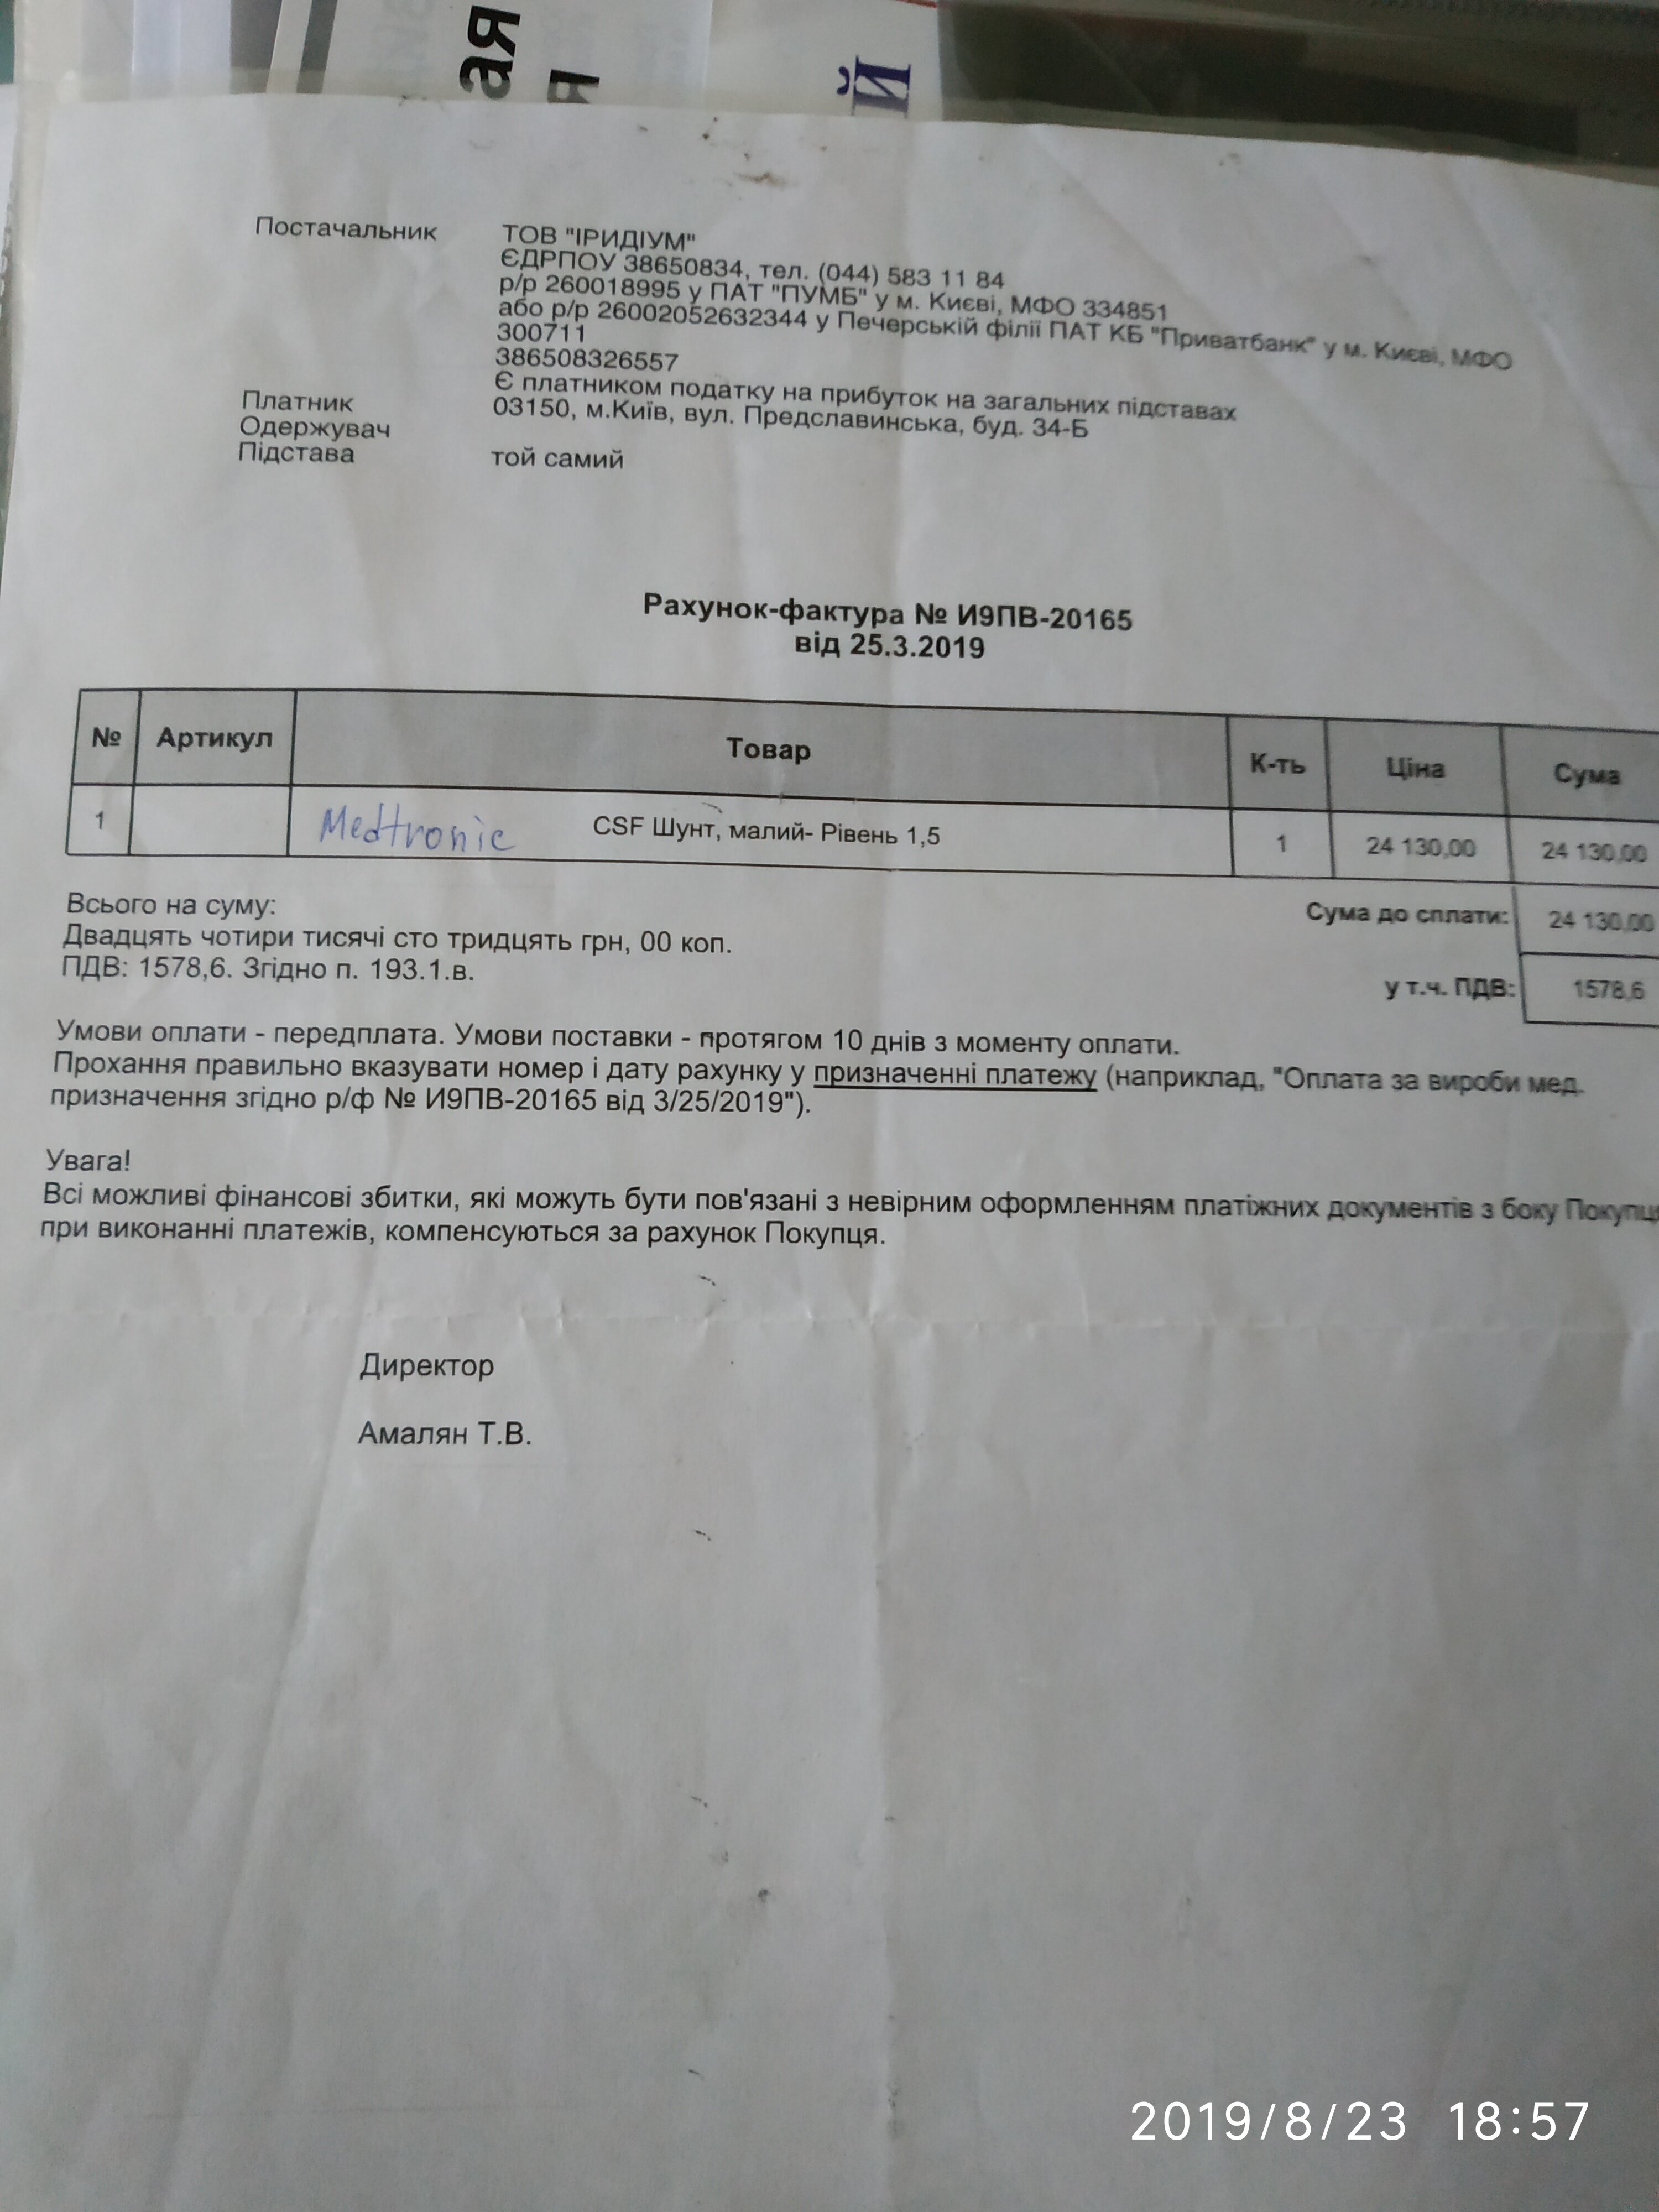 ая
я
й
Постачальник ТОВ "ІРИДІУМ"
ЄДРПОУ 38650834, тел. (044) 583 11 84
р/р 260018995 у ПАТ "ПУМБ" у м. Києві, МФО 334851
або р/р 26002052632344 у Печерській філії ПАТ КБ "Приватбанк" у м. Києві, МФО
300711
386508326557
Є платником податку на прибуток на загальних підставах
Платник 03150, м.Київ, вул. Предславинська, буд. 34-Б
Одержувач
Підстава той самий
Рахунок-фактура № И9ПВ-20165
від 25.3.2019
№ Артикул Товар К-ть Ціна Сума
1 Medtronic CSF Шунт, малий- Рівень 1,5 1 24 130,00 24 130,00
Всього на суму: Сума до сплати: 24 130,00
Двадцять чотири тисячі сто тридцять грн, 00 коп.
ПДВ: 1578,6. Згідно п. 193.1.в. у т.ч. ПДВ: 1578,6
Умови оплати - передплата. Умови поставки - протягом 10 днів з моменту оплати.
Прохання правильно вказувати номер і дату рахунку у призначенні платежу (наприклад, "Оплата за вироби мед.
призначення згідно р/ф № И9ПВ-20165 від 3/25/2019").
Увага!
Всі можливі фінансові збитки, які можуть бути пов'язані з невірним оформленням платіжних документів з боку Покупця
при виконанні платежів, компенсуються за рахунок Покупця.
Директор
Амалян Т.В.
2019/8/23 18:57